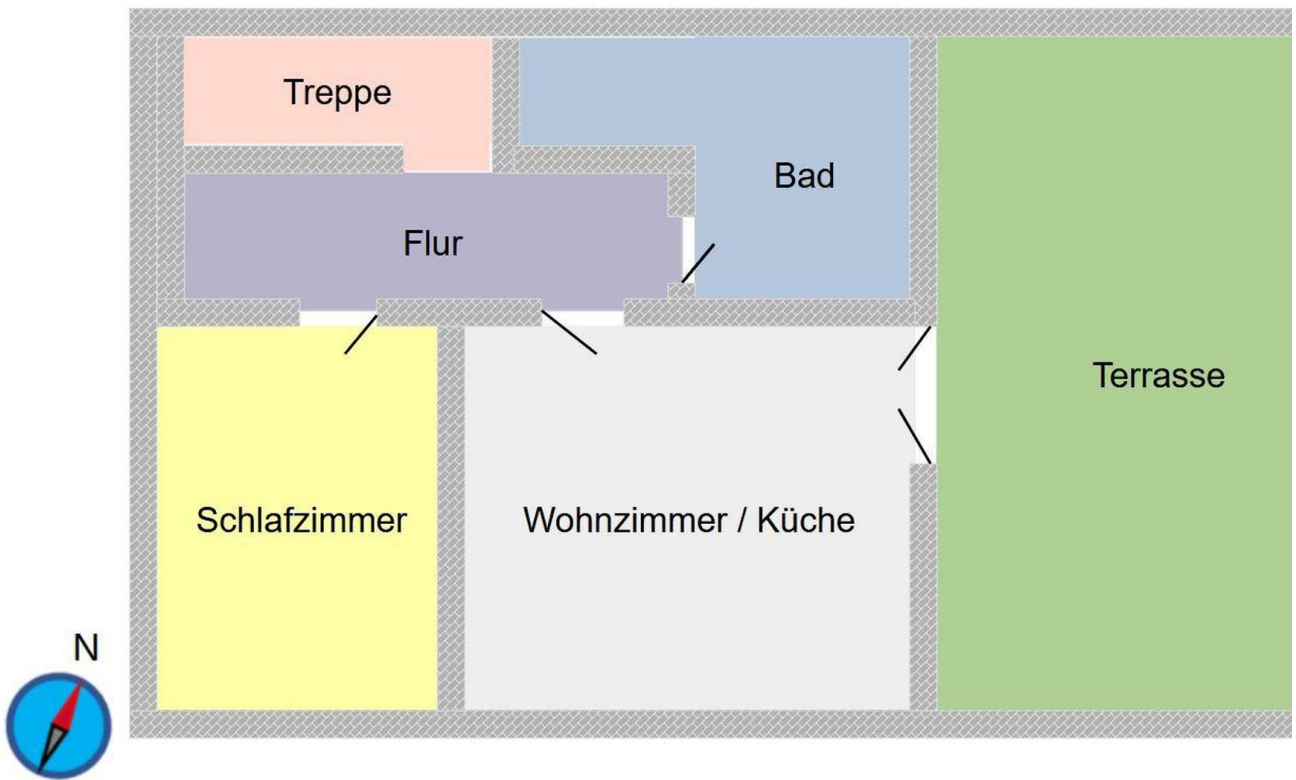 Treppe
Bad
Flur
Terrasse
Schlafzimmer
Wohnzimmer / Küche
N